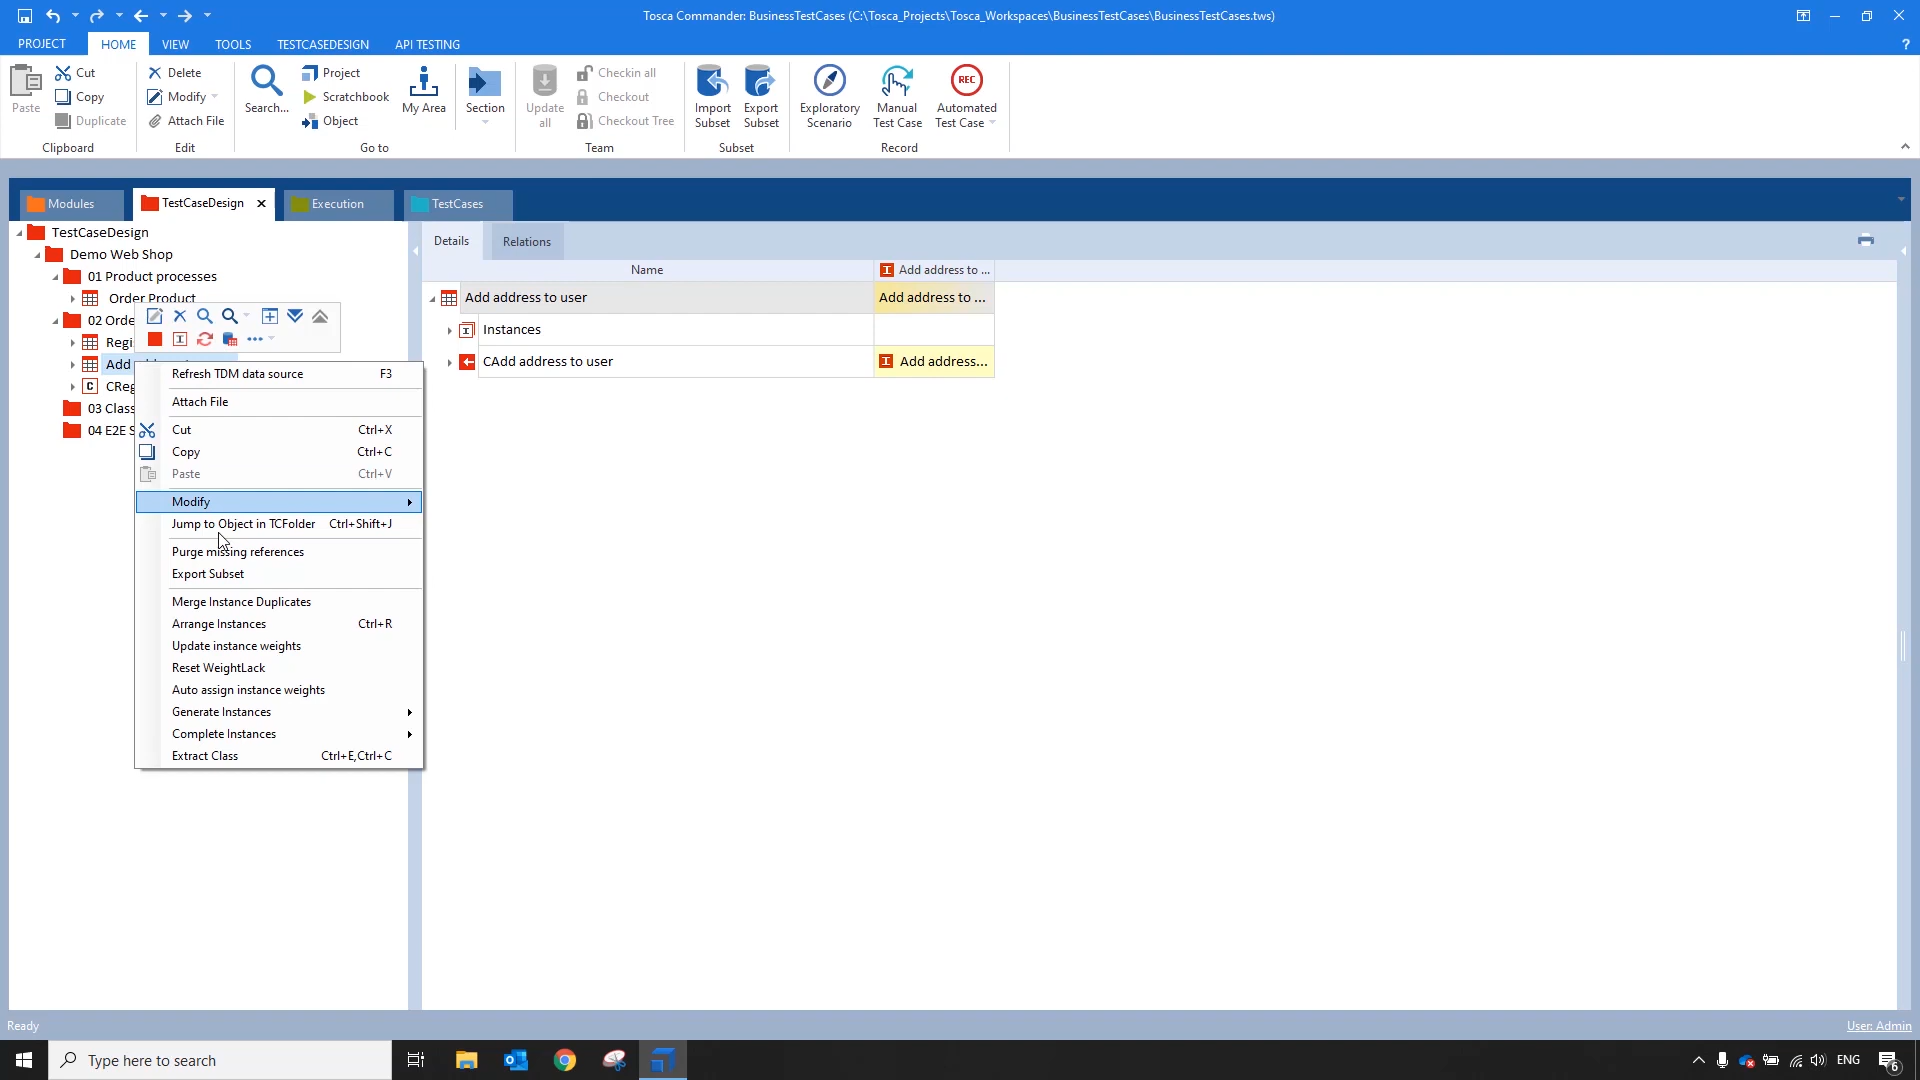 Tosca Commander: BusinessTestCases (C:\Tosca_Projects\Tosca_Workspaces\BusinessTestCases\BusinessTestCases.tws)
PROJECT HOME VIEW TOOLS TESTCASEDESIGN API TESTING ?
Paste
Cut
Copy
Duplicate
Clipboard
Delete
Modify
Attach File
Edit
Search...
Project
Scratchbook
Object
My Area
Section
Go to
Update all
Checkin all
Checkout
Checkout Tree
Team
Import Subset
Export Subset
Subset
Exploratory Scenario
Manual Test Case
REC
Automated Test Case
Record
Modules TestCaseDesign Execution TestCases
TestCaseDesign
Demo Web Shop
01 Product processes
Order Product
02 Orde
Regi
Add
CReg
03 Class
04 E2E S
Refresh TDM data source F3
Attach File
Cut Ctrl+X
Copy Ctrl+C
Paste Ctrl+V
Modify
Jump to Object in TCFolder Ctrl+Shift+J
Purge missing references
Export Subset
Merge Instance Duplicates
Arrange Instances Ctrl+R
Update instance weights
Reset WeightLack
Auto assign instance weights
Generate Instances
Complete Instances
Extract Class Ctrl+E,Ctrl+C
Details Relations
Name Add address to ...
Add address to user Add address to ...
Instances
CAdd address to user Add address...
Ready User: Admin
Type here to search
ENG
6